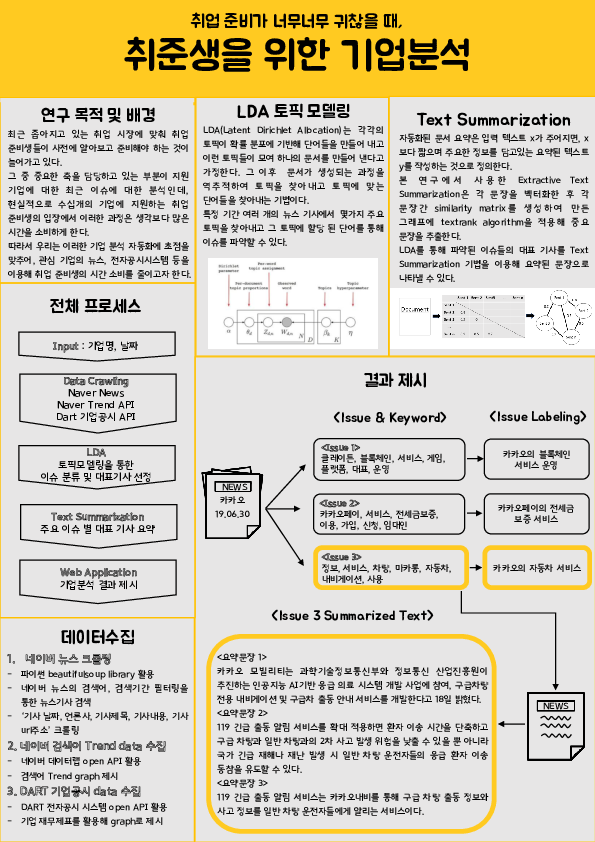 취업 준비가 너무너무 귀찮을 때,
취준생을 위한 기업분석
연구 목적 및 배경
최근 좁아지고 있는 취업 시장에 맞춰 취업
준비생들이 사전에 알아보고 준비해야 하는 것이
늘어가고 있다.
그 중 중요한 축을 담당하고 있는 부분이 지원
기업에 대한 최근 이슈에 대한 분석인데,
현실적으로 수십개의 기업에 지원하는 취업
준비생의 입장에서 이러한 과정은 생각보다 많은
시간을 소비하게 한다.
따라서 우리는 이러한 기업 분석 자동화에 초점을
맞추어, 관심 기업의 뉴스, 전자공시시스템 등을
이용해 취업 준비생의 시간 소비를 줄이고자 한다.
전체 프로세스
Input : 기업명, 날짜
Data Crawling
Naver News
Naver Trend API
Dart 기업공시 API
LDA
토픽모델링을 통한
이슈 분류 및 대표기사 선정
Text Summarization
주요 이슈 별 대표 기사 요약
Web Application
기업분석 결과 제시
데이터수집
1. 네이버 뉴스 크롤링
- 파이썬 beautifulsoup library 활용
- 네이버 뉴스의 검색어, 검색기간 필터링을
통한 뉴스기사 검색
- '기사 날짜, 언론사, 기사제목, 기사내용, 기사
url주소' 크롤링
2. 네이버 검색어 Trend data 수집
- 네이버 데이터랩 open API 활용
- 검색어 Trend graph 제시
3. DART 기업공시 data 수집
- DART 전자공시 시스템 open API 활용
- 기업 재무제표를 활용해 graph로 제시
LDA 토픽 모델링
LDA(Latent Dirichlet Allocation)는 각각의
토픽이 확률 분포에 기반해 단어들을 만들어 내고
이런 토픽들이 모여 하나의 문서를 만들어 낸다고
가정한다. 그 이후 문서가 생성되는 과정을
역추적하여 토픽을 찾아내고 토픽에 맞는
단어들을 찾아내는 기법이다.
특정 기간 여러 개의 뉴스 기사에서 몇가지 주요
토픽을 찾아내고 그 토픽에 할당 된 단어를 통해
이슈를 파악할 수 있다.
Dirichlet
parameter
Per-word
topic assignment
Per-document
topic proportions
Observed
word
Topics
Topic
hyperparameter
α θd Zd,n Wd,n N D βk K η
Text Summarization
자동화된 문서 요약은 입력 텍스트 x가 주어지면, x
보다 짧으며 주요한 정보를 담고있는 요약된 텍스트
y를 작성하는 것으로 정의한다.
본 연구에서 사용한 Extractive Text
Summarization은 각 문장을 벡터화한 후 각
문장간 similarity matrix를 생성하여 만든
그래프에 textrank algorithm을 적용해 중요
문장을 추출한다.
LDA를 통해 파악된 이슈들의 대표 기사를 Text
Summarization 기법을 이용해 요약된 문장으로
나타낼 수 있다.
Document
결과 제시
<Issue & Keyword>
<Issue Labeling>
NEWS
카카오
19.06.30
<Issue 1>
클레이튼, 블록체인, 서비스, 게임,
플랫폼, 대표, 운영
카카오의 블록체인
서비스 운영
<Issue 2>
카카오페이, 서비스, 전세금보증,
이용, 가입, 신청, 임대인
카카오페이의 전세금
보증 서비스
<Issue 3>
정보, 서비스, 차랑, 마카롱, 자동차,
내비게이션, 사용
카카오의 자동차 서비스
<Issue 3 Summarized Text>
<요약문장 1>
카카오 모빌리티는 과학기술정보통신부와 정보통신 산업진흥원이
추진하는 인공지능 AI기반 응급 의료 시스템 개발 사업에 참여, 구급차량
전용 내비게이션 및 구급차 출동 안내 서비스를 개발한다고 18일 밝혔다.
<요약문장 2>
119 긴급 출동 알림 서비스를 확대 적용하면 환자 이송 시간을 단축하고
구급 차량과 일반 차량과의 2차 사고 발생 위험을 낮출 수 있을 뿐 아니라
국가 긴급 재해나 재난 발생 시 일반 차량 운전자들의 응급 환자 이송
동참을 유도할 수 있다.
<요약문장 3>
119 긴급 출동 알림 서비스는 카카오내비를 통해 구급 차량 출동 정보와
사고 정보를 일반 차량 운전자들에게 알리는 서비스이다.
NEWS